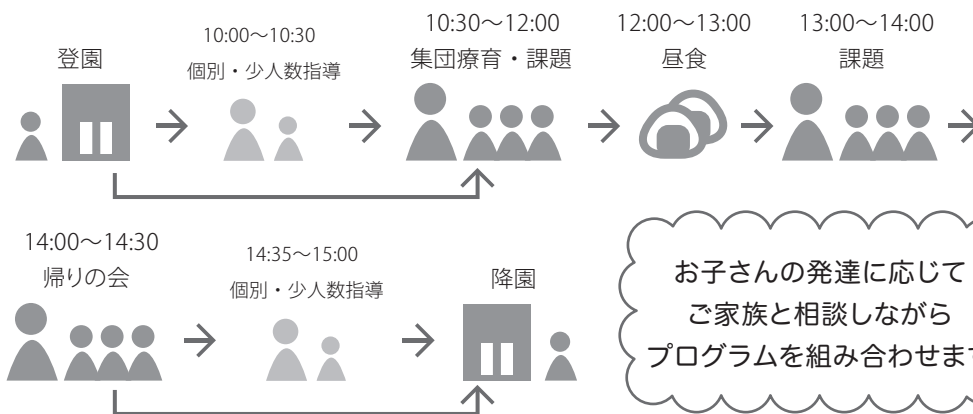 登園
10:00〜10:30
個別・少人数指導
10:30〜12:00
集団療育・課題
12:00〜13:00
昼食
13:00〜14:00
課題
14:00〜14:30
帰りの会
14:35〜15:00
個別・少人数指導
降園
お子さんの発達に応じて
ご家族と相談しながら
プログラムを組み合わせます